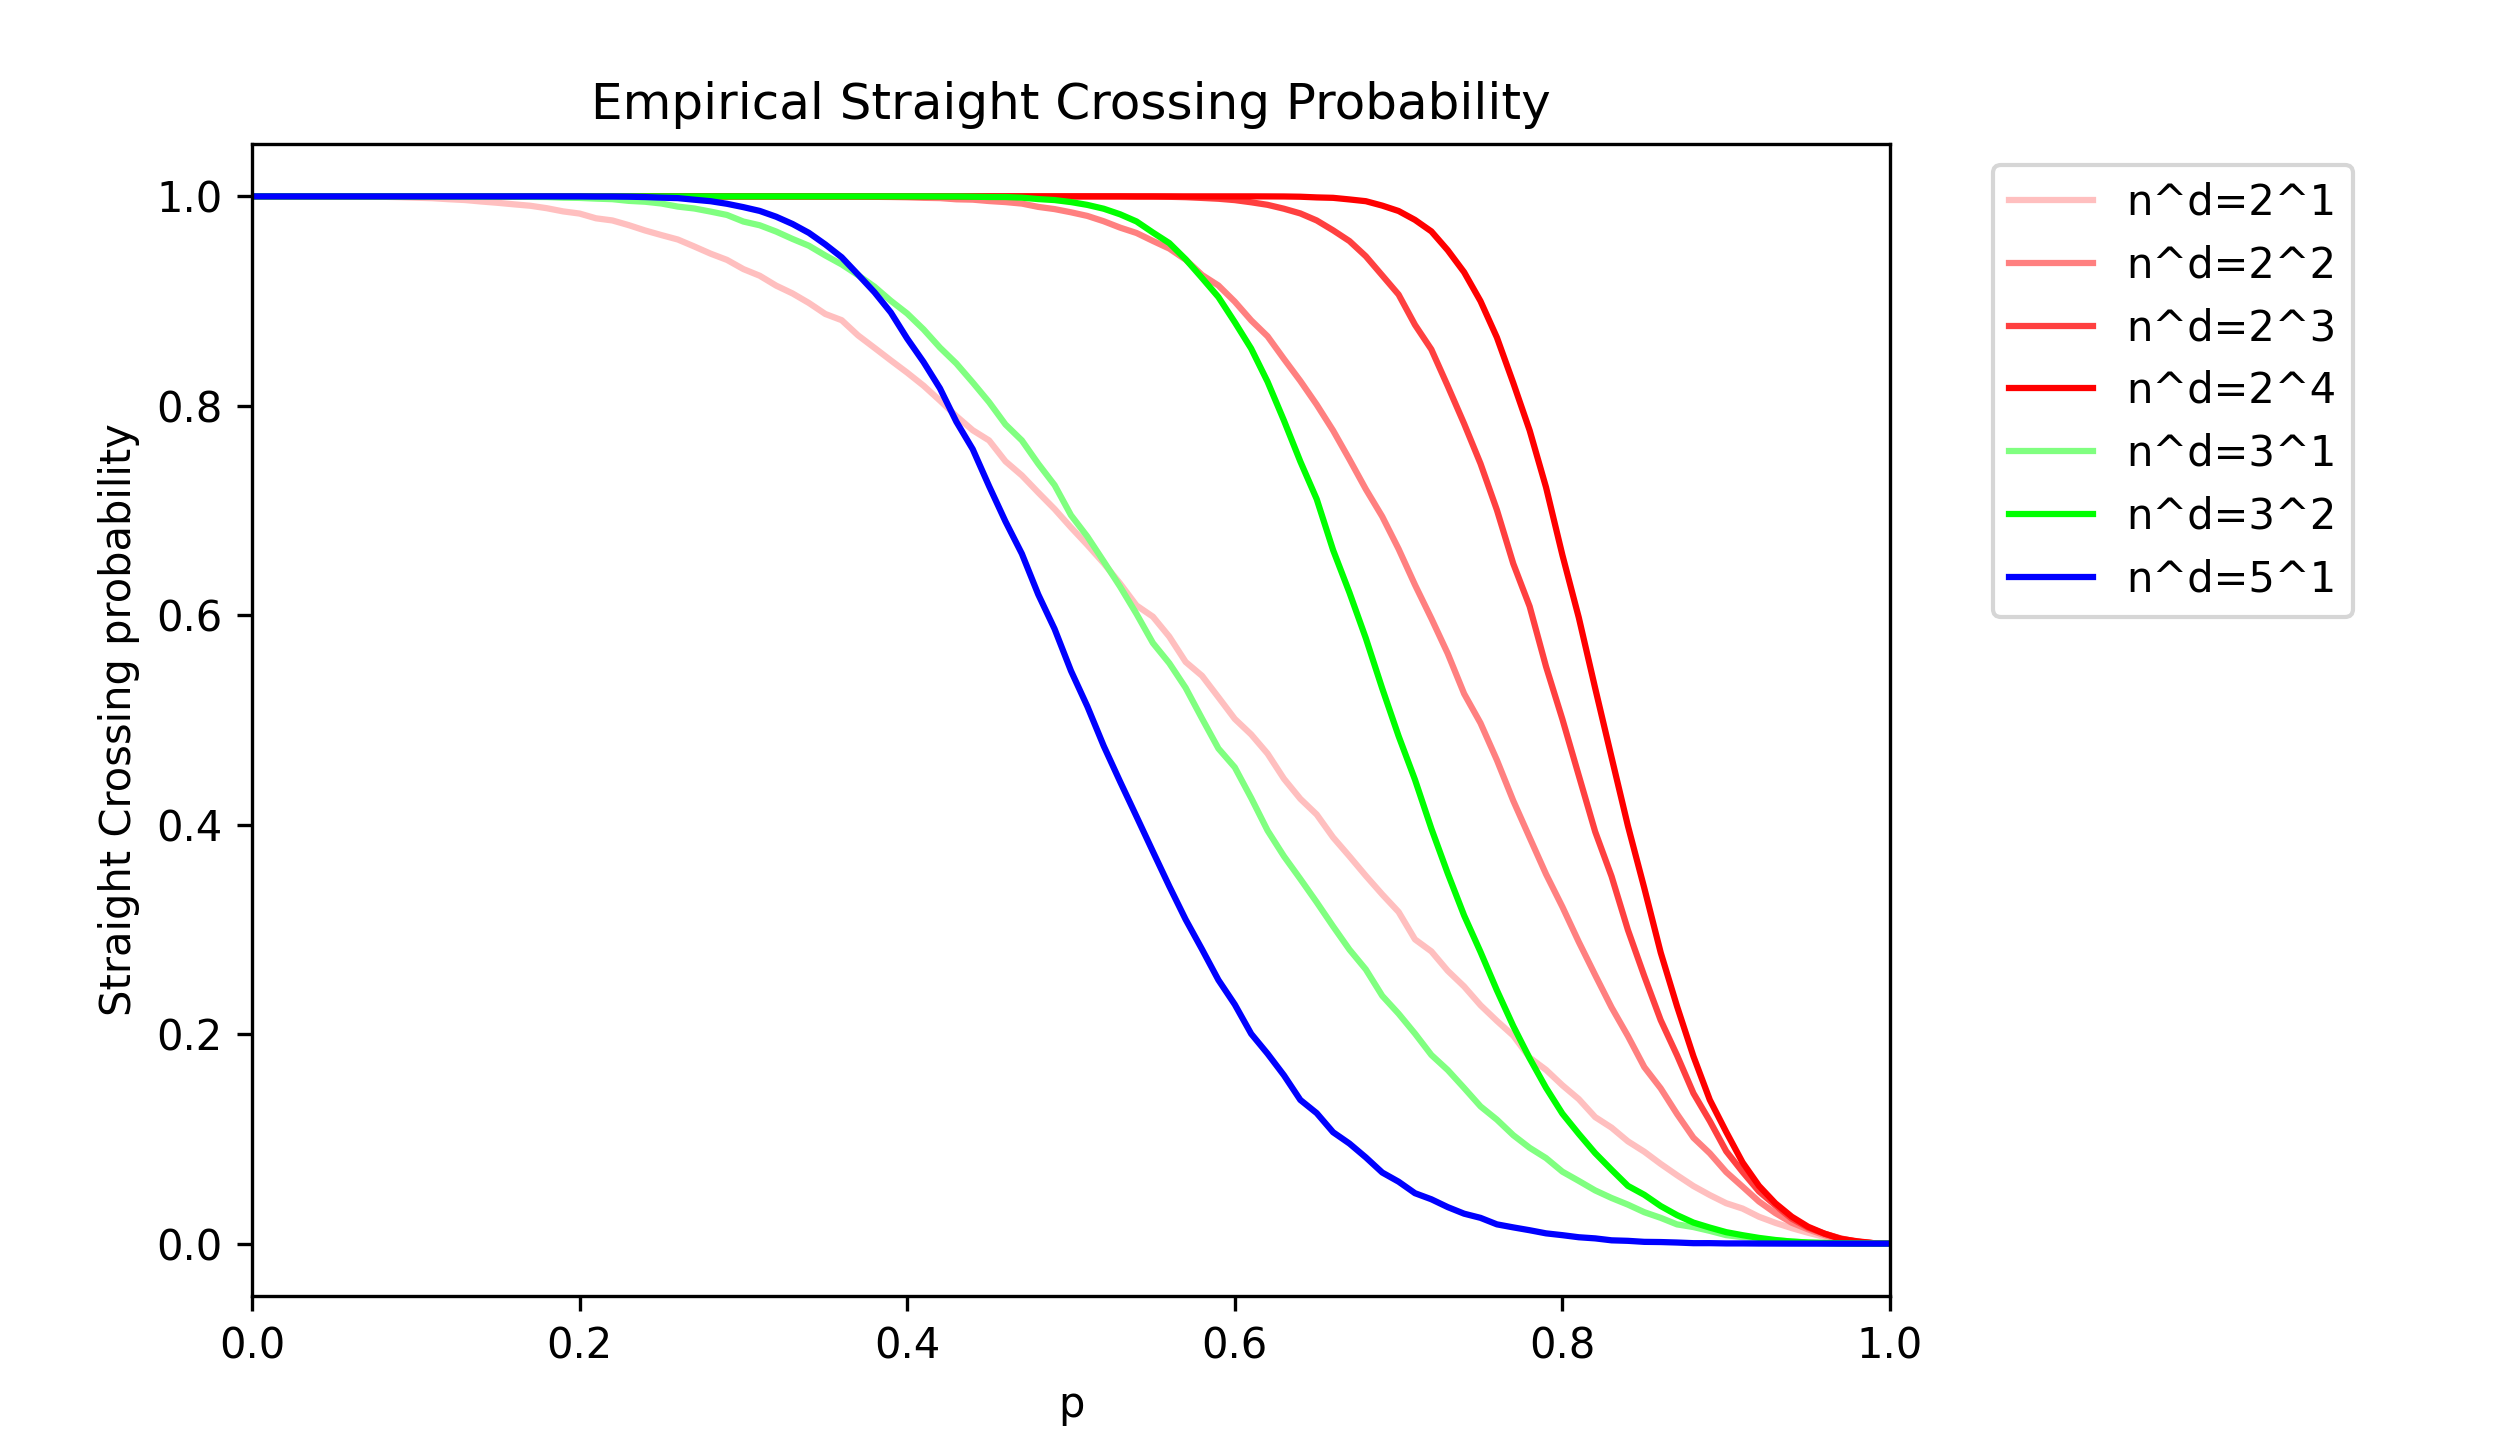 Empirical Straight Crossing Probability
Straight Crossing probability
1.0
0.8
0.6
0.4
0.2
0.0
0.0 0.2 0.4 0.6 0.8 1.0
p
n^d=2^1
n^d=2^2
n^d=2^3
n^d=2^4
n^d=3^1
n^d=3^2
n^d=5^1